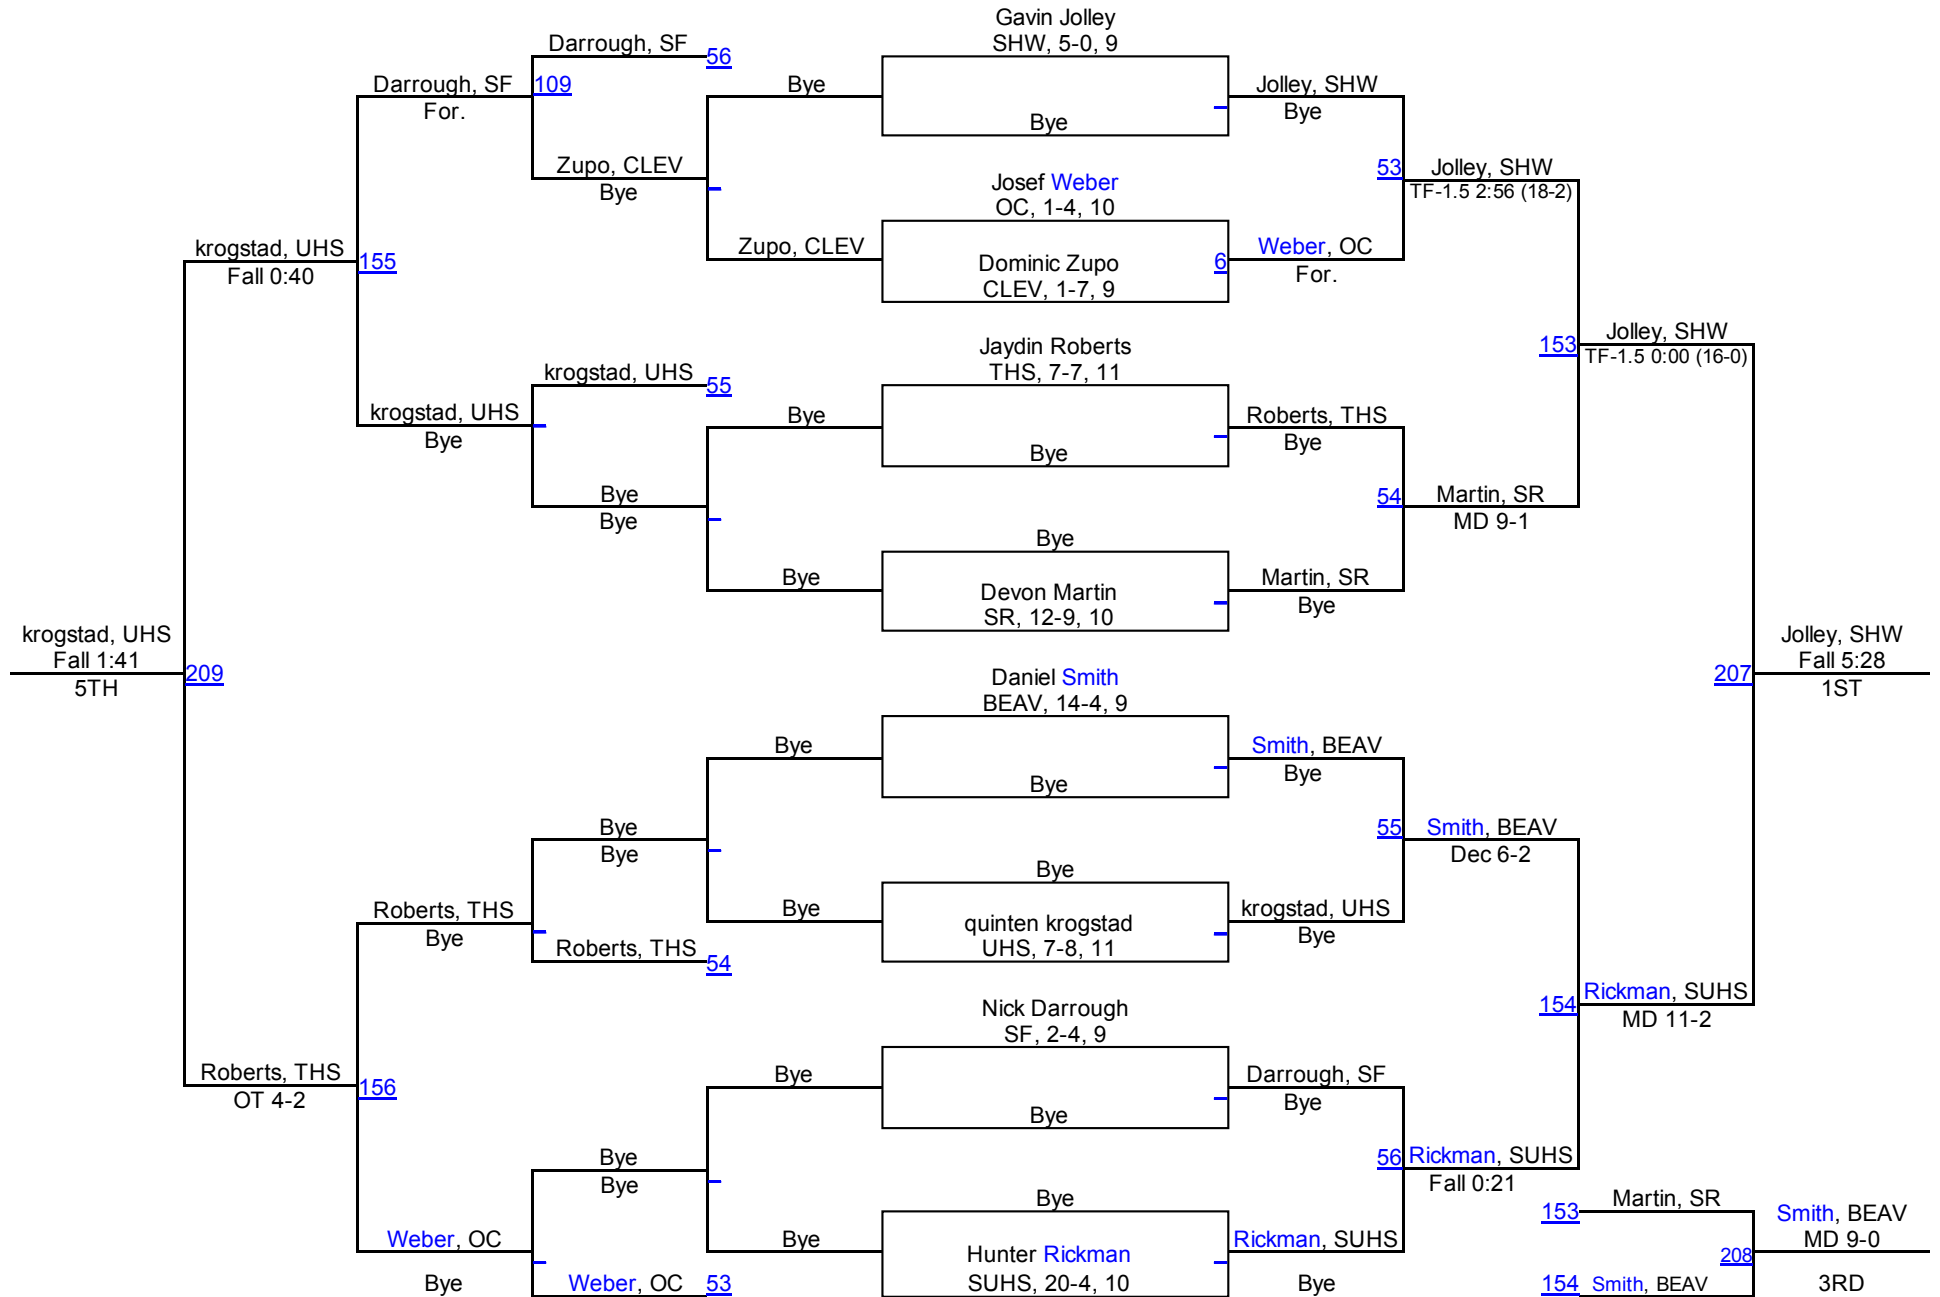 Gavin Jolley
Darrough, SF
SHW, 5-0, 9
56
Darrough, SF
109
Bye
Jolley, SHW
For.
Bye
Bye
Zupo, CLEV
53
Jolley, SHW
Bye
Josef Weber
TF-1.5 2:56 (18-2)
OC, 1-4, 10
krogstad, UHS
155
Zupo, CLEV
Dominic Zupo
6
Weber, OC
Fall 0:40
CLEV, 1-7, 9
For.
Jaydin Roberts
153
Jolley, SHW
krogstad, UHS
55
THS, 7-7, 11
TF-1.5 0:00 (16-0)
krogstad, UHS
Bye
Roberts, THS
Bye
Bye
Bye
Bye
54
Martin, SR
Bye
MD 9-1
Bye
Bye
Devon Martin
Martin, SR
SR, 12-9, 10
Bye
krogstad, UHS
Jolley, SHW
Fall 1:41
209
Daniel Smith
207
Fall 5:28
5TH
BEAV, 14-4, 9
1ST
Bye
Smith, BEAV
Bye
Bye
Bye
55
Smith, BEAV
Bye
Dec 6-2
Bye
Roberts, THS
Bye
quinten krogstad
krogstad, UHS
Bye
Roberts, THS
54
UHS, 7-8, 11
Bye
Nick Darrough
154
Rickman, SUHS
SF, 2-4, 9
MD 11-2
Roberts, THS
156
Bye
Darrough, SF
OT 4-2
Bye
Bye
Bye
56
Rickman, SUHS
Bye
Fall 0:21
Bye
153
Martin, SR
Smith, BEAV
Weber, OC
Bye
Hunter Rickman
Rickman, SUHS
208
MD 9-0
Bye
Weber, OC
53
SUHS, 20-4, 10
Bye
154
Smith, BEAV
3RD